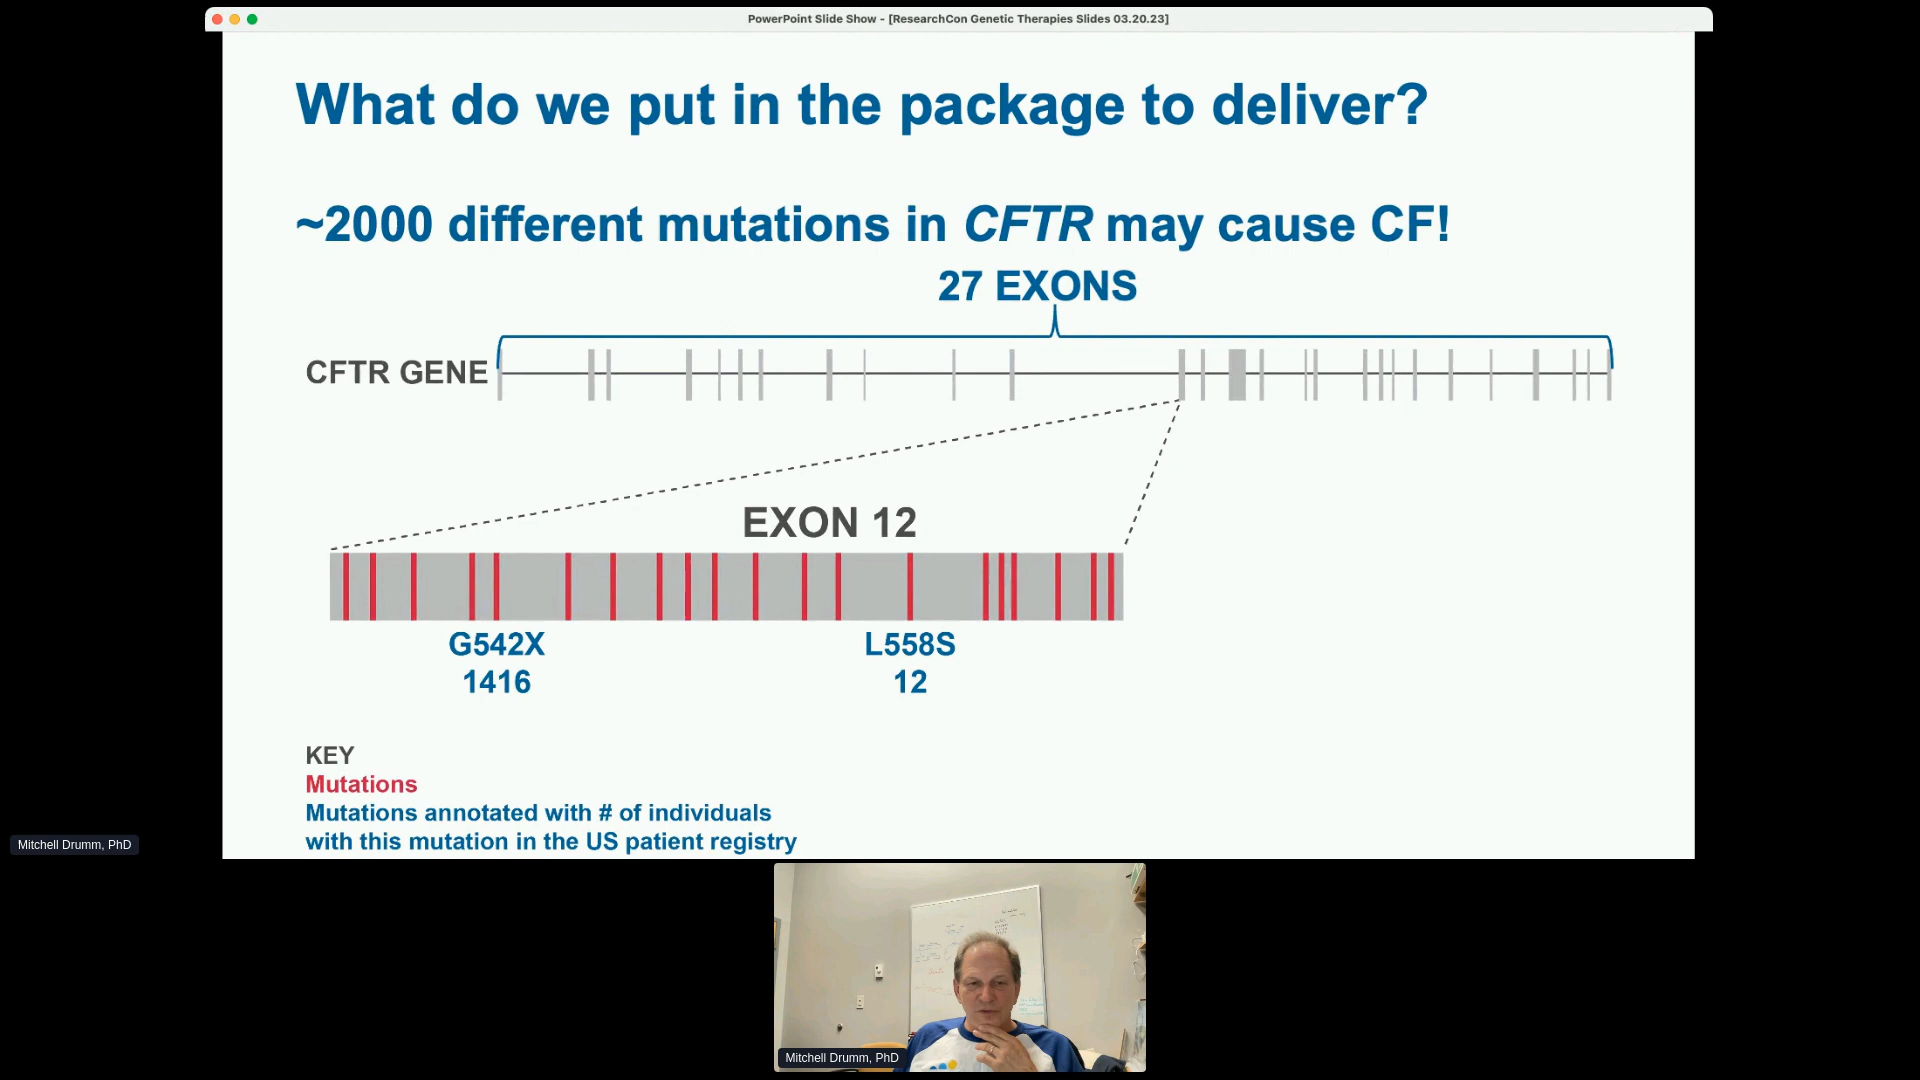 PowerPoint Slide Show - [ResearchCon Genetic Therapies Slides 03.20.23]
What do we put in the package to deliver?
~2000 different mutations in CFTR may cause CF!
27 EXONS
CFTR GENE
EXON 12
G542X
1416
L558S
12
KEY
Mutations
Mutations annotated with # of individuals
with this mutation in the US patient registry
Mitchell Drumm, PhD
Mitchell Drumm, PhD